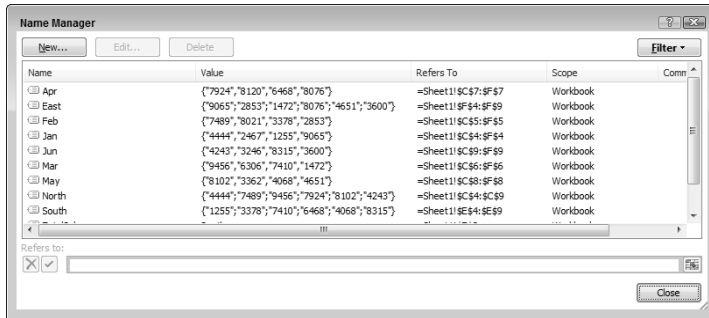 Name Manager
New... Edit... Delete Filter
Name Value Refers To Scope Comm
Apr {"7924","8120","6468","8076"} =Sheet1!$C$7:$F$7 Workbook
East {"9065";"2853";"1472";"8076";"4651";"3600"} =Sheet1!$F$4:$F$9 Workbook
Feb {"7489","8021","3378","2853"} =Sheet1!$C$5:$F$5 Workbook
Jan {"4444","2467","1255","9065"} =Sheet1!$C$4:$F$4 Workbook
Jun {"4243","3246","8315","3600"} =Sheet1!$C$9:$F$9 Workbook
Mar {"9456","6306","7410","1472"} =Sheet1!$C$6:$F$6 Workbook
May {"8102","3362","4068","4651"} =Sheet1!$C$8:$F$8 Workbook
North {"4444";"7489";"9456";"7924";"8102";"4243"} =Sheet1!$C$4:$C$9 Workbook
South {"1255";"3378";"7410";"6468";"4068";"8315"} =Sheet1!$E$4:$E$9 Workbook
Refers to:
Close